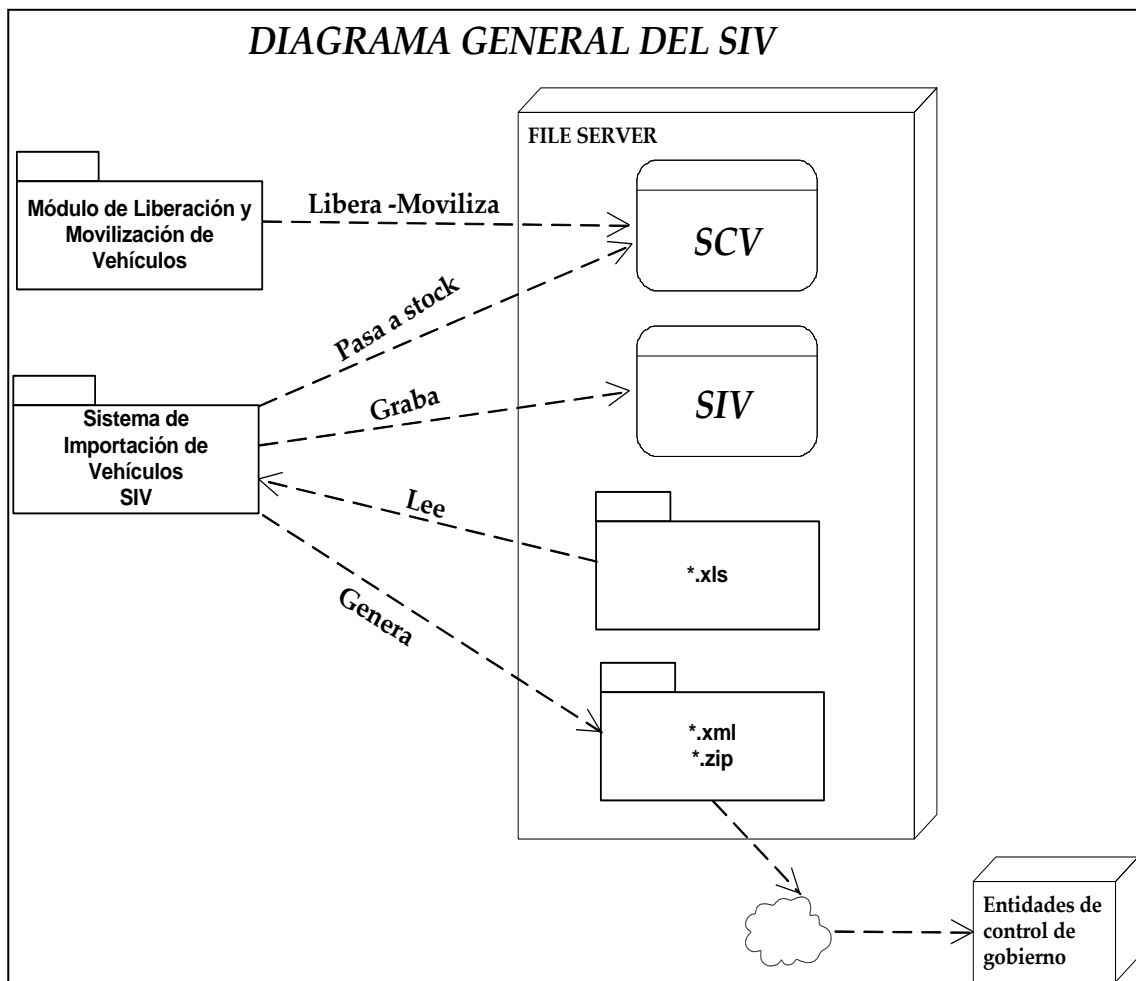 DIAGRAMA GENERAL DEL SIV
FILE SERVER
Módulo de Liberación y
Movilización de
Vehículos
Libera -Moviliza
SCV
Pasa a stock
Sistema de
Importación de
Vehículos
SIV
Graba
SIV
Lee
*.xls
Genera
*.xml
*.zip
Entidades de
control de
gobierno